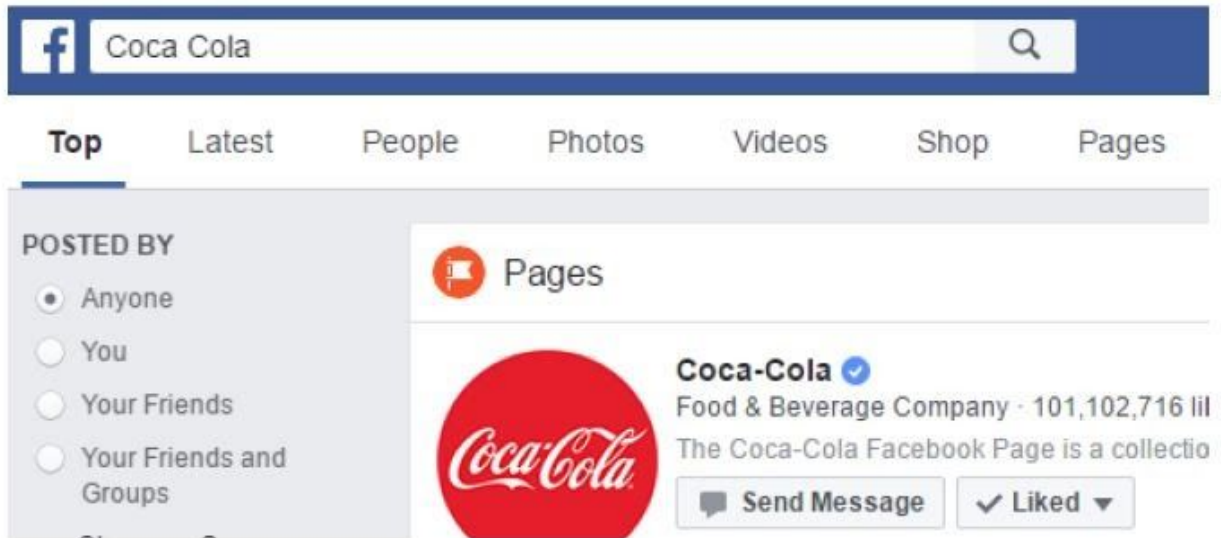 f Coca Cola
Top Latest People Photos Videos Shop Pages
POSTED BY
Anyone
You
Your Friends
Your Friends and
Groups
Pages
Coca-Cola
Coca-Cola
Food & Beverage Company · 101,102,716
The Coca-Cola Facebook Page is a
Send Message Liked